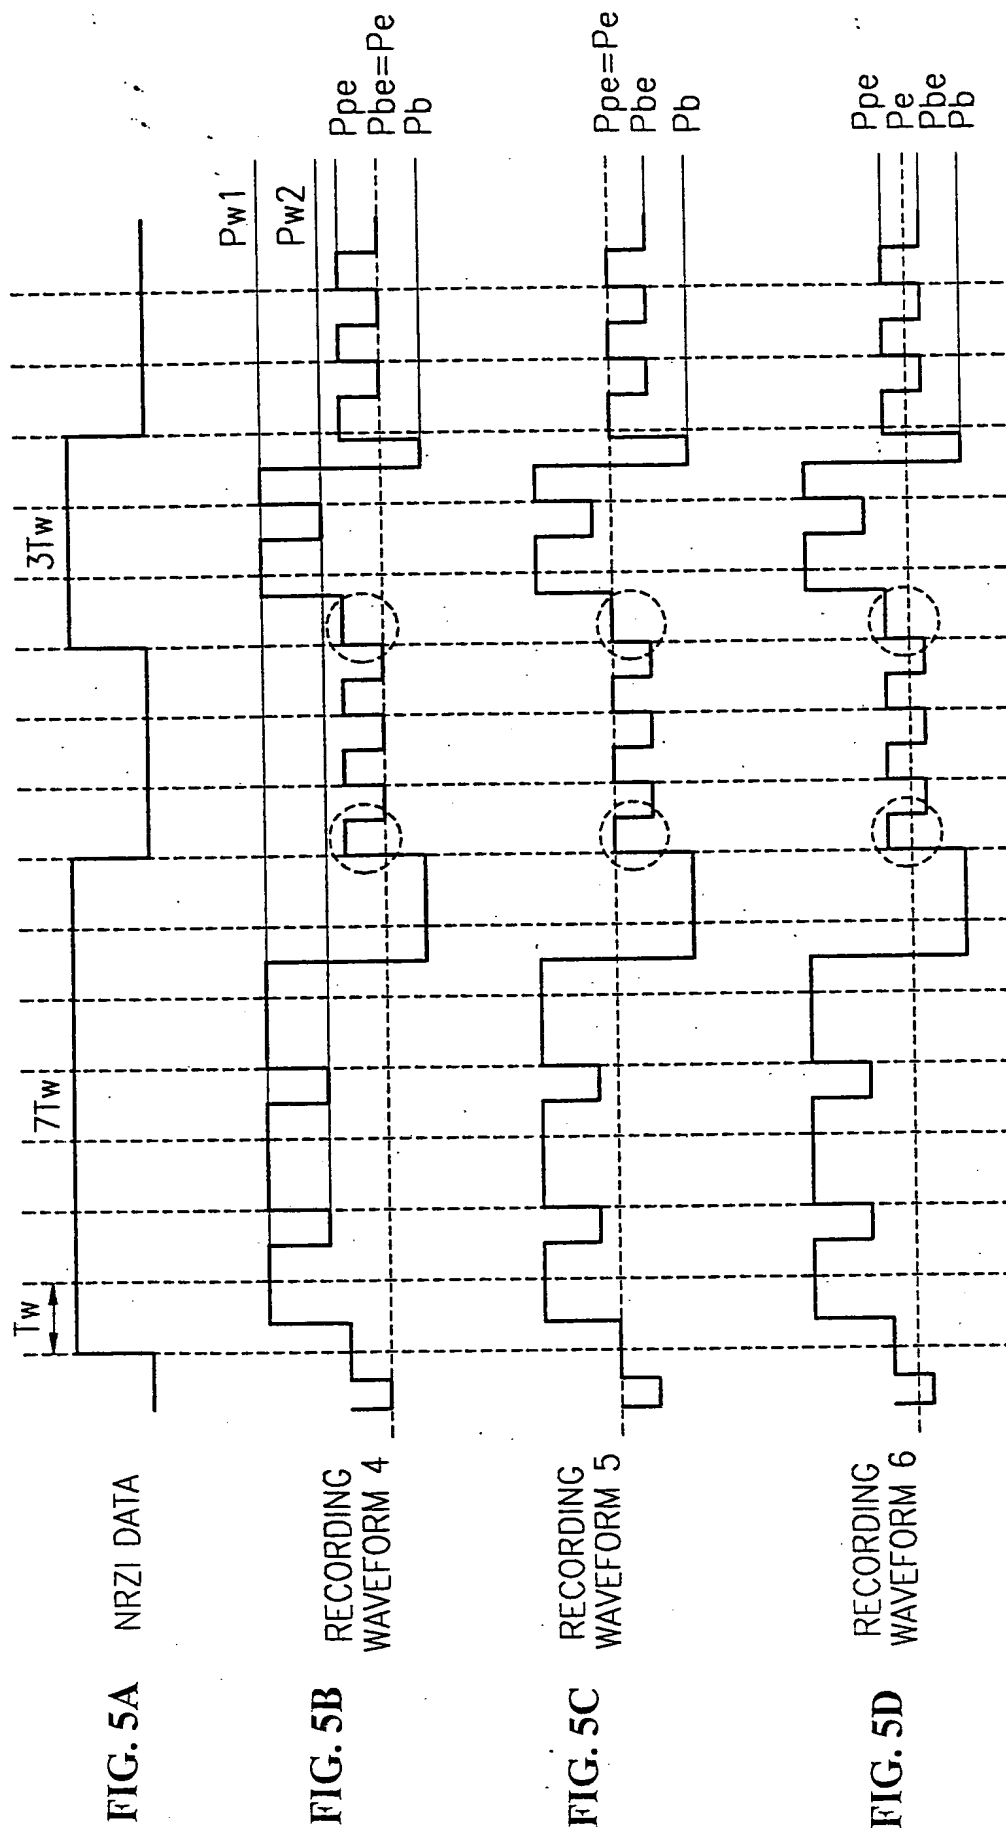 FIG. 5A
NRZI DATA
Tw
7Tw
3Tw
FIG. 5B
RECORDING
WAVEFORM 4
Pw1
Pw2
Ppe
Pbe=Pe
Pb
FIG. 5C
RECORDING
WAVEFORM 5
Ppe=Pe
Pbe
Pb
FIG. 5D
RECORDING
WAVEFORM 6
Ppe
Pe
Pbe
Pb